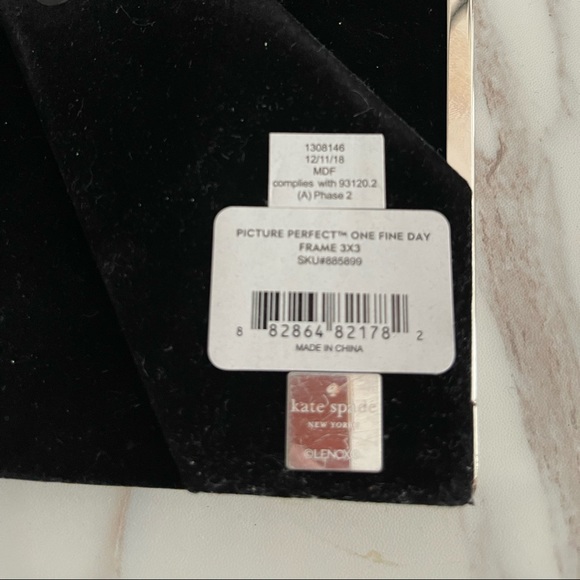 1308146
12/11/18
MDF
complies with 93120.2
(A) Phase 2
PICTURE PERFECT™ ONE FINE DAY
FRAME 3X3
SKU#885899
8 82864 82178 2
MADE IN CHINA
kate spade
NEW YORK
©LENOX